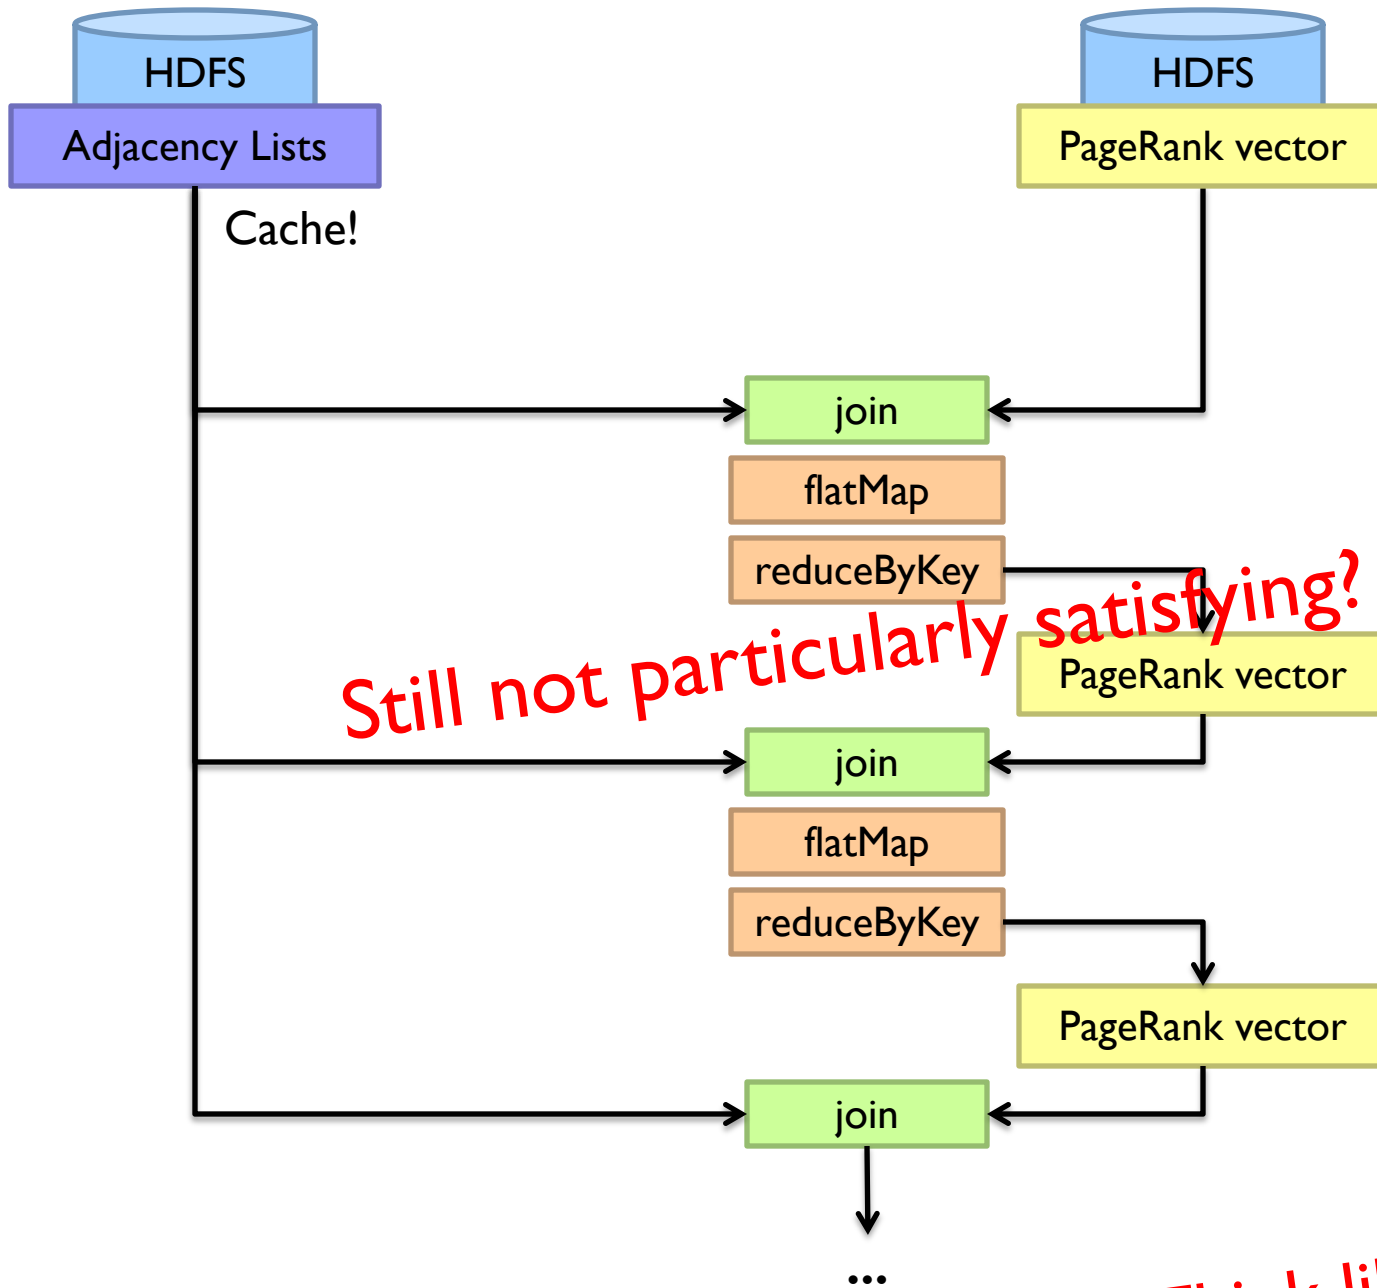 HDFS
HDFS
Adjacency Lists
PageRank vector
Cache!
join
flatMap
reduceByKey
Still not particularly satisfying?
PageRank vector
join
flatMap
reduceByKey
PageRank vector
join
...
Think